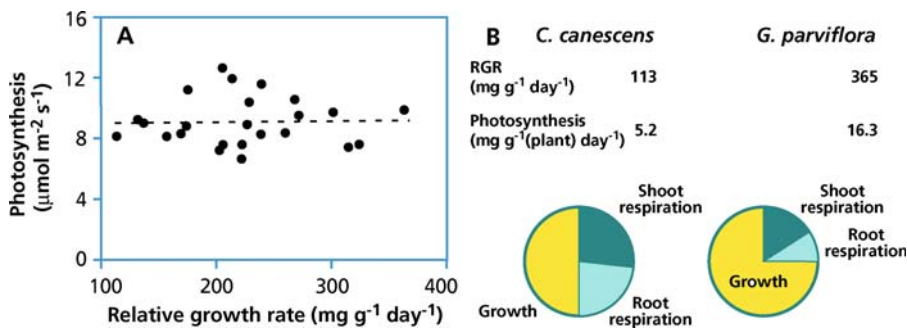 A
16
12
8
4
0
Photosynthesis
(μmol m⁻² s⁻¹)
100
200
300
400
Relative growth rate (mg g⁻¹ day⁻¹)
B
C. canescens
G. parviflora
RGR
(mg g⁻¹ day⁻¹)
113
365
Photosynthesis
(mg g⁻¹(plant) day⁻¹)
5.2
16.3
Shoot
respiration
Growth
Root
respiration
Shoot
respiration
Root
respiration
Growth